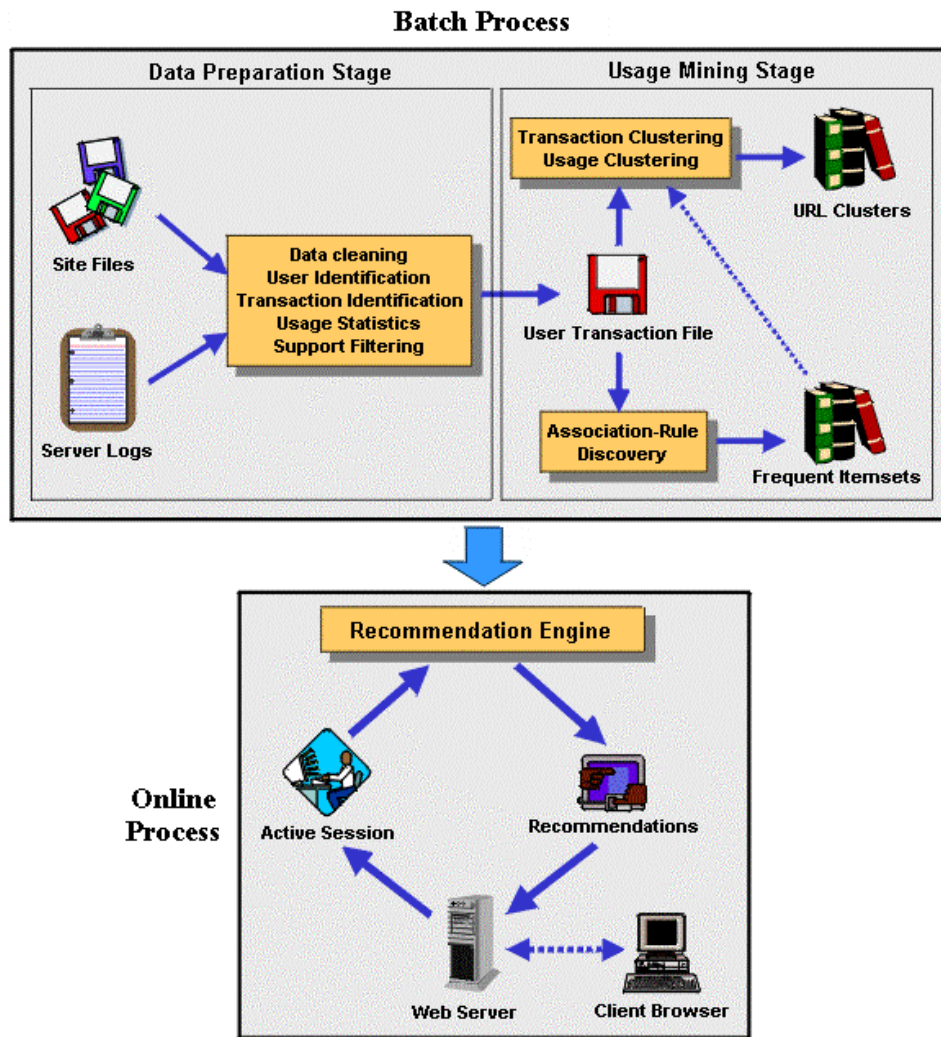 Batch Process
Data Preparation Stage
Usage Mining Stage
Transaction Clustering
Usage Clustering
URL Clusters
Site Files
Data cleaning
User Identification
Transaction Identification
Usage Statistics
Support Filtering
User Transaction File
Server Logs
Association-Rule
Discovery
Frequent Itemsets
Recommendation Engine
Online
Process
Active Session
Recommendations
Web Server
Client Browser